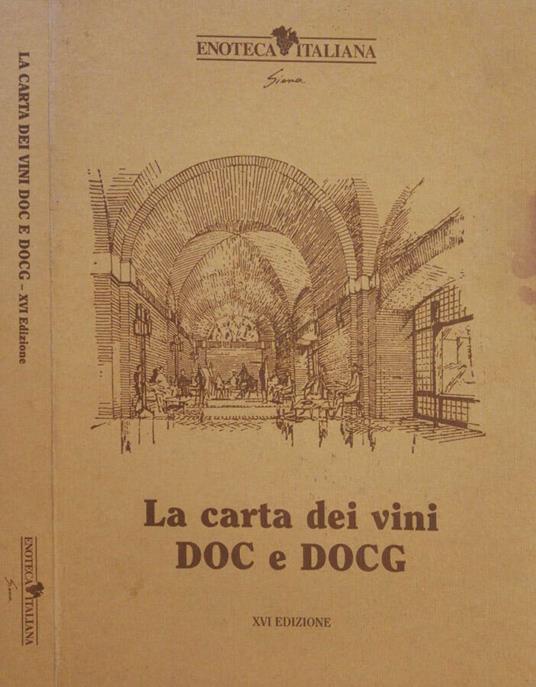 LA CARTA DEI VINI DOC E DOCG – XVI Edizione
ENOTECA ITALIANA
Siena
ENOTECA ITALIANA
Siena
La carta dei vini
DOC e DOCG
XVI EDIZIONE